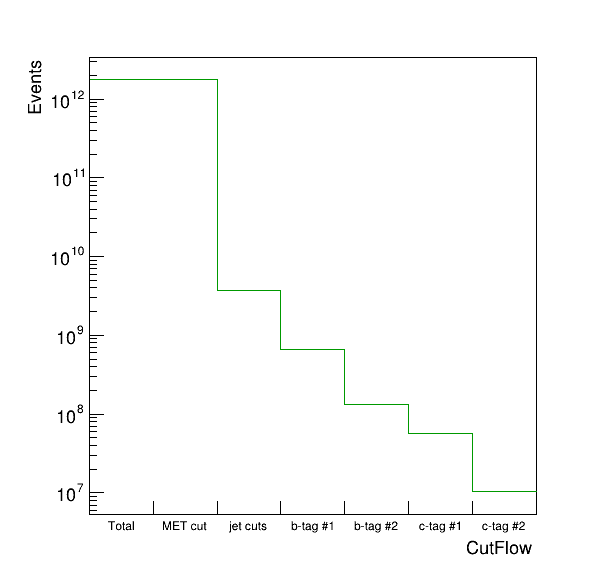 Events
10^12
10^11
10^10
10^9
10^8
10^7
Total MET cut jet cuts b-tag #1 b-tag #2 c-tag #1 c-tag #2
CutFlow